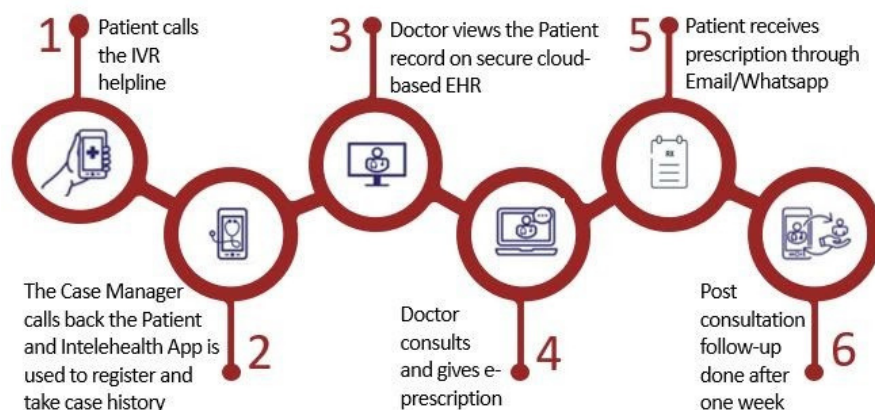 1
Patient calls
the IVR
helpline
The Case Manager
calls back the Patient
and Intelehealth App is
used to register and
take case history
2
3
Doctor views the Patient
record on secure cloud-
based EHR
Doctor
consults
and gives e-
prescription
4
5
Patient receives
prescription through
Email/Whatsapp
RX
Post
consultation
follow-up
done after
one week
6